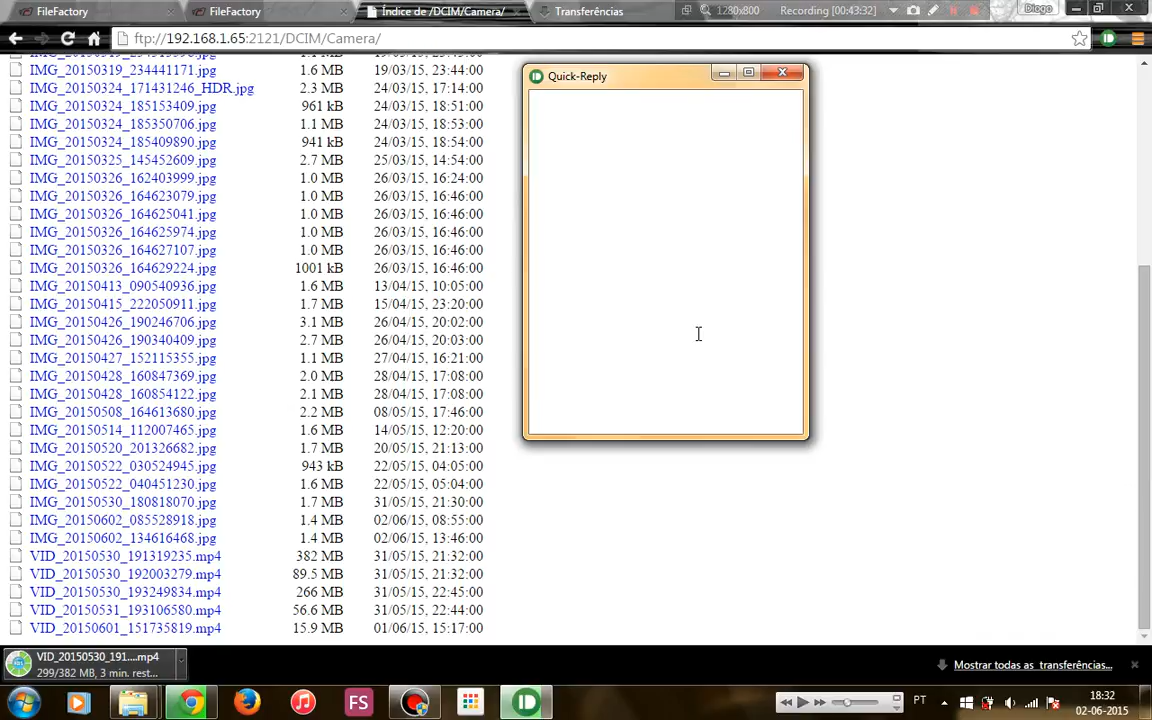 FileFactory
FileFactory
Índice de /DCIM/Camera/
Transferências
1280x800
Recording [00:43:32]
Diogo
ftp://192.168.1.65:2121/DCIM/Camera/
IMG_20150319_234441171.jpg 1.6 MB 19/03/15, 23:44:00
IMG_20150324_171431246_HDR.jpg 2.3 MB 24/03/15, 17:14:00
IMG_20150324_185153409.jpg 961 kB 24/03/15, 18:51:00
IMG_20150324_185350706.jpg 1.1 MB 24/03/15, 18:53:00
IMG_20150324_185409890.jpg 941 kB 24/03/15, 18:54:00
IMG_20150325_145452609.jpg 2.7 MB 25/03/15, 14:54:00
IMG_20150326_162403999.jpg 1.0 MB 26/03/15, 16:24:00
IMG_20150326_164623079.jpg 1.0 MB 26/03/15, 16:46:00
IMG_20150326_164625041.jpg 1.0 MB 26/03/15, 16:46:00
IMG_20150326_164625974.jpg 1.0 MB 26/03/15, 16:46:00
IMG_20150326_164627107.jpg 1.0 MB 26/03/15, 16:46:00
IMG_20150326_164629224.jpg 1001 kB 26/03/15, 16:46:00
IMG_20150413_090540936.jpg 1.6 MB 13/04/15, 10:05:00
IMG_20150415_222050911.jpg 1.7 MB 15/04/15, 23:20:00
IMG_20150426_190246706.jpg 3.1 MB 26/04/15, 20:02:00
IMG_20150426_190340409.jpg 2.7 MB 26/04/15, 20:03:00
IMG_20150427_152115355.jpg 1.1 MB 27/04/15, 16:21:00
IMG_20150428_160847369.jpg 2.0 MB 28/04/15, 17:08:00
IMG_20150428_160854122.jpg 2.1 MB 28/04/15, 17:08:00
IMG_20150508_164613680.jpg 2.2 MB 08/05/15, 17:46:00
IMG_20150514_112007465.jpg 1.6 MB 14/05/15, 12:20:00
IMG_20150520_201326682.jpg 1.7 MB 20/05/15, 21:13:00
IMG_20150522_030524945.jpg 943 kB 22/05/15, 04:05:00
IMG_20150522_040451230.jpg 1.6 MB 22/05/15, 05:04:00
IMG_20150530_180818070.jpg 1.7 MB 31/05/15, 21:30:00
IMG_20150602_085528918.jpg 1.4 MB 02/06/15, 08:55:00
IMG_20150602_134616468.jpg 1.4 MB 02/06/15, 13:46:00
VID_20150530_191319235.mp4 382 MB 31/05/15, 21:32:00
VID_20150530_192003279.mp4 89.5 MB 31/05/15, 21:32:00
VID_20150530_193249834.mp4 266 MB 31/05/15, 22:45:00
VID_20150531_193106580.mp4 56.6 MB 31/05/15, 22:44:00
VID_20150601_151735819.mp4 15.9 MB 01/06/15, 15:17:00
Quick-Reply
VID_20150530_191....mp4
299/382 MB, 3 min. rest...
Mostrar todas as transferências...
FS
PT
18:32
02-06-2015